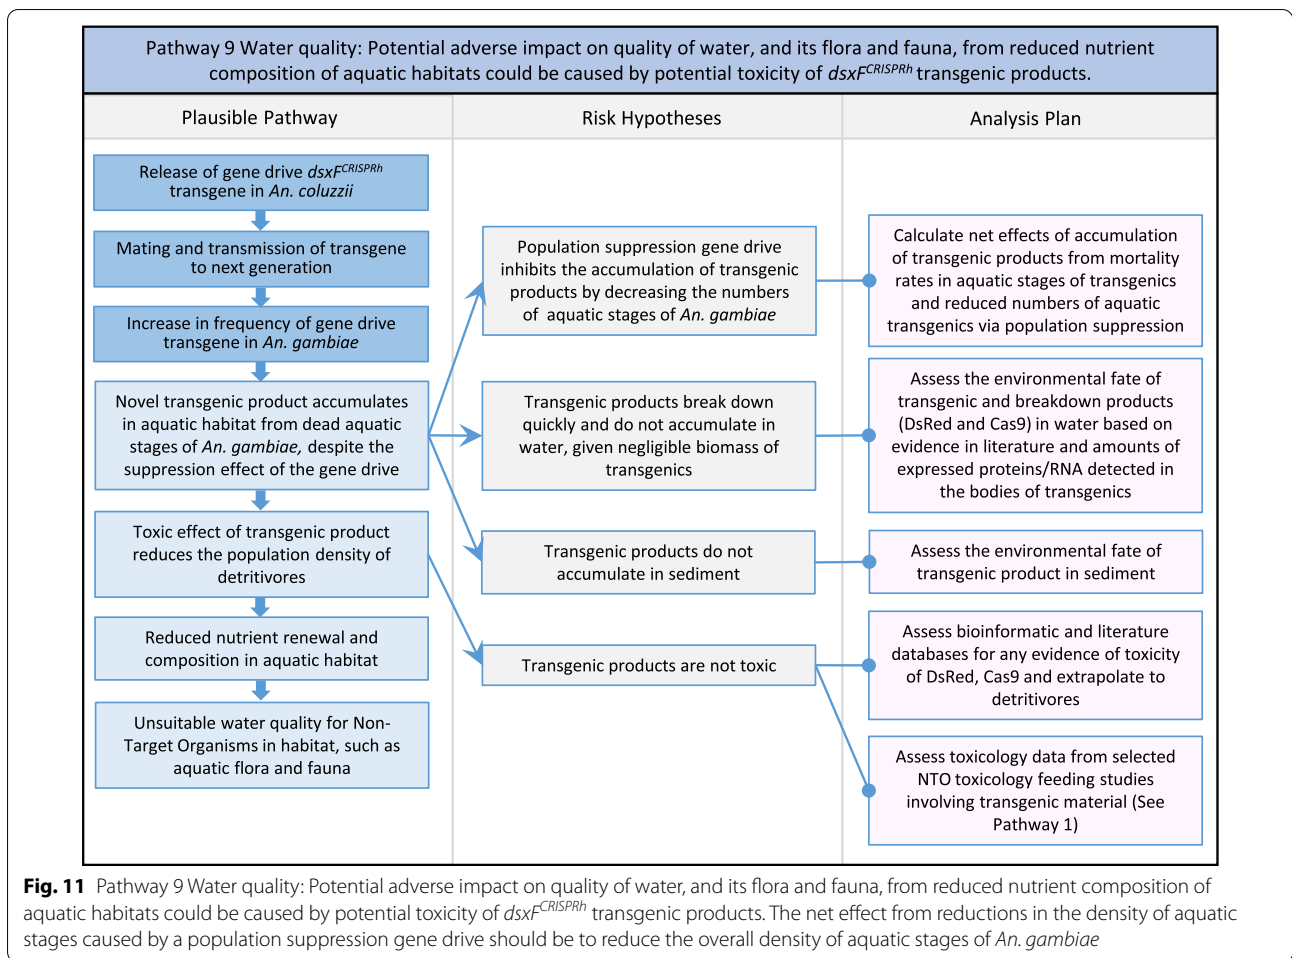 Pathway 9 Water quality: Potential adverse impact on quality of water, and its flora and fauna, from reduced nutrient
composition of aquatic habitats could be caused by potential toxicity of dsxF^CRISPRh transgenic products.
Plausible Pathway
Risk Hypotheses
Analysis Plan
Release of gene drive dsxF^CRISPRh
transgene in An. coluzzii
Mating and transmission of transgene
to next generation
Increase in frequency of gene drive
transgene in An. gambiae
Novel transgenic product accumulates
in aquatic habitat from dead aquatic
stages of An. gambiae, despite the
suppression effect of the gene drive
Toxic effect of transgenic product
reduces the population density of
detritivores
Reduced nutrient renewal and
composition in aquatic habitat
Unsuitable water quality for Non-
Target Organisms in habitat, such as
aquatic flora and fauna
Population suppression gene drive
inhibits the accumulation of transgenic
products by decreasing the numbers
of aquatic stages of An. gambiae
Transgenic products break down
quickly and do not accumulate in
water, given negligible biomass of
transgenics
Transgenic products do not
accumulate in sediment
Transgenic products are not toxic
Calculate net effects of accumulation
of transgenic products from mortality
rates in aquatic stages of transgenics
and reduced numbers of aquatic
transgenics via population suppression
Assess the environmental fate of
transgenic and breakdown products
(DsRed and Cas9) in water based on
evidence in literature and amounts of
expressed proteins/RNA detected in
the bodies of transgenics
Assess the environmental fate of
transgenic product in sediment
Assess bioinformatic and literature
databases for any evidence of toxicity
of DsRed, Cas9 and extrapolate to
detritivores
Assess toxicology data from selected
NTO toxicology feeding studies
involving transgenic material (See
Pathway 1)
Fig. 11 Pathway 9 Water quality: Potential adverse impact on quality of water, and its flora and fauna, from reduced nutrient composition of
aquatic habitats could be caused by potential toxicity of dsxF^CRISPRh transgenic products. The net effect from reductions in the density of aquatic
stages caused by a population suppression gene drive should be to reduce the overall density of aquatic stages of An. gambiae